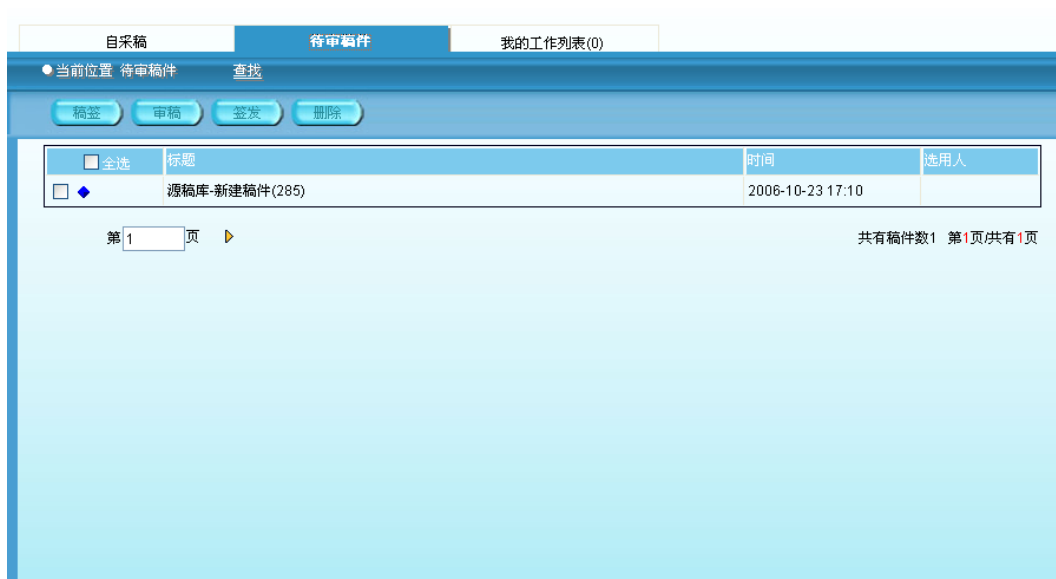 自采稿 待审稿件 我的工作列表(0)
当前位置 待审稿件 查找
稿签 审稿 签发 删除
全选 标题 时间 选用人
源稿库-新建稿件(285) 2006-10-23 17:10
第1页 共有稿件数1 第1页/共有1页